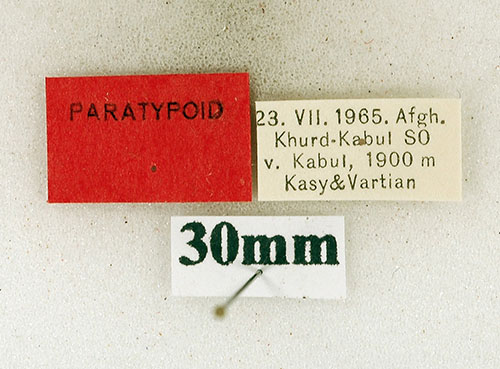 PARATYPOID
23. VII. 1965. Afgh.
Khurd-Kabul SO
v. Kabul, 1900 m
Kasy&Vartian
30mm